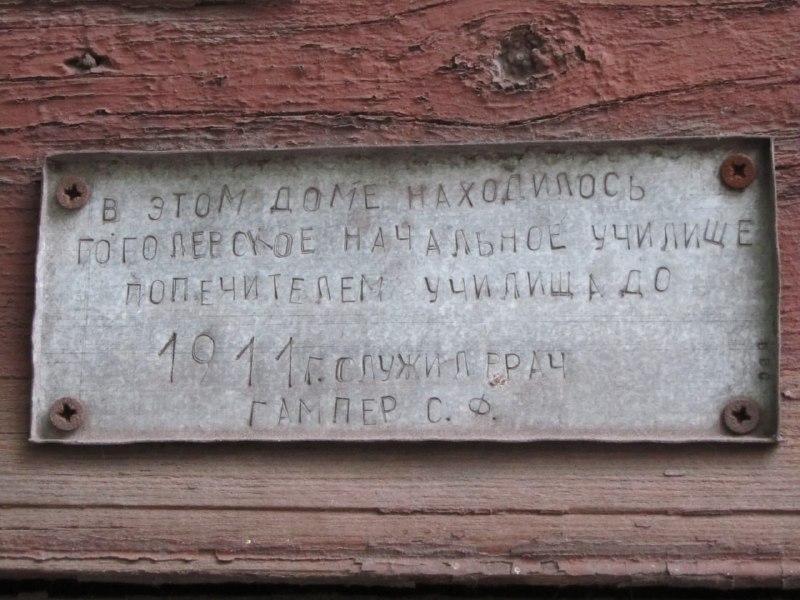 В ЭТОМ ДОМЕ НАХОДИЛОСЬ
ГОГОЛЕВСКОЕ НАЧАЛЬНОЕ УЧИЛИЩЕ
ПОПЕЧИТЕЛЕМ УЧИЛИЩА ДО
1911 г. СЛУЖИЛ ВРАЧ
ГАМПЕР С. Ф.